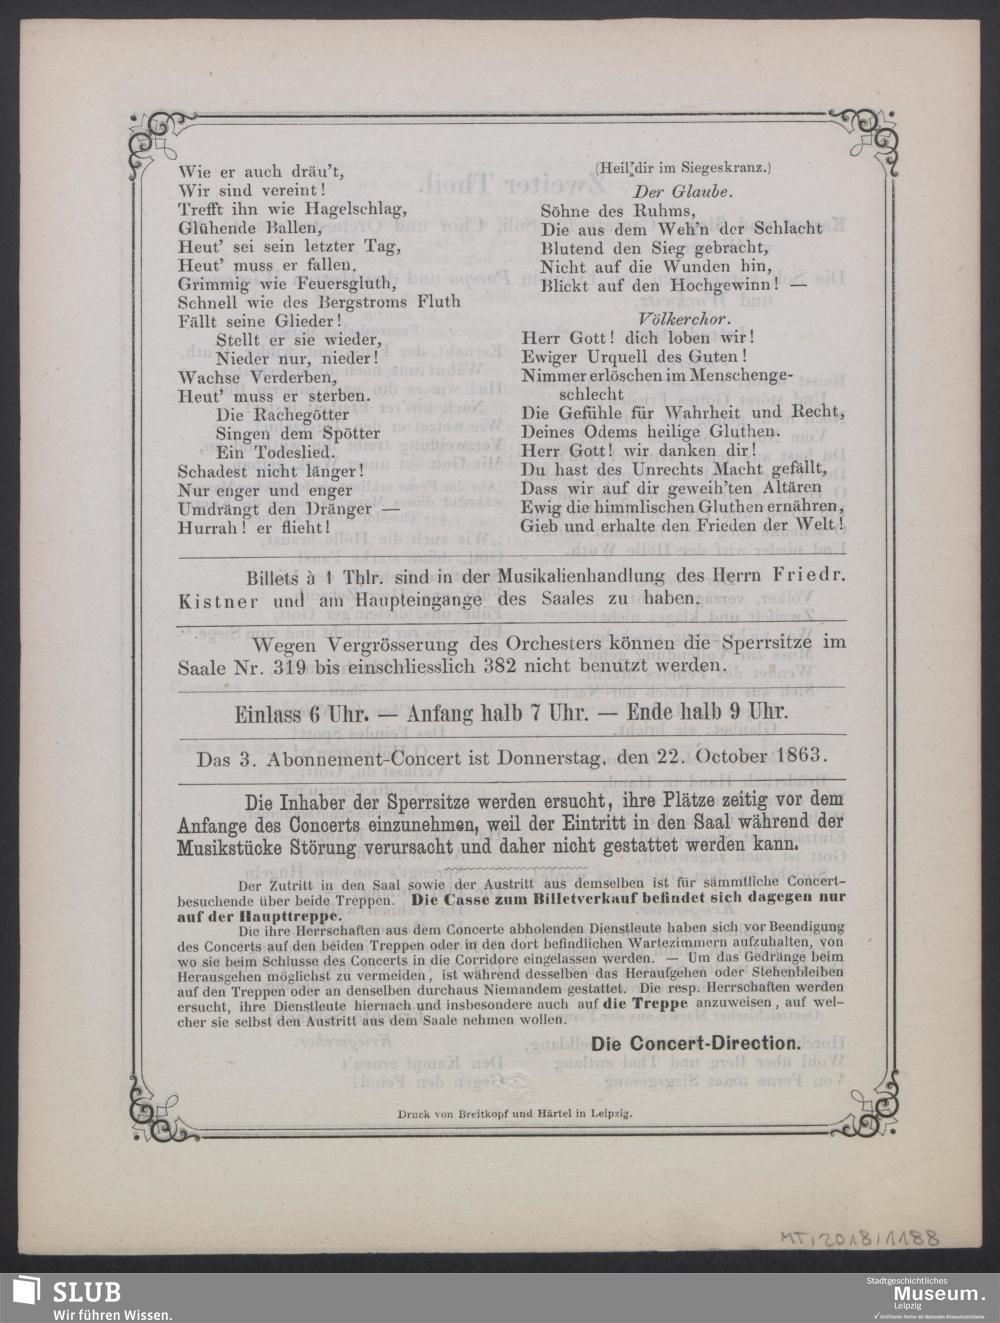 Wie er auch dräu't,
Wir sind vereint!
Trefft ihn wie Hagelschlag,
Glühende Ballen,
Heut' sei sein letzter Tag,
Heut' muss er fallen.
Grimmig wie Feuersgluth,
Schnell wie des Bergstroms Fluth
Fällt seine Glieder!
Stellt er sie wieder,
Nieder nur, nieder!
Wachse Verderben,
Heut' muss er sterben.
Die Rachegötter
Singen dem Spötter
Ein Todeslied.
Schadest nicht länger!
Nur enger und enger
Umdrängt den Dränger —
Hurrah! er flieht!
(Heil dir im Siegeskranz.)
Der Glaube.
Söhne des Ruhms,
Die aus dem Weh'n der Schlacht
Blutend den Sieg gebracht,
Nicht auf die Wunden hin,
Blickt auf den Hochgewinn! —
Völkerchor.
Herr Gott! dich loben wir!
Ewiger Urquell des Guten!
Nimmer erlöschen im Menschenge-
schlecht
Die Gefühle für Wahrheit und Recht,
Deines Odems heilige Gluthen.
Herr Gott! wir danken dir!
Du hast des Unrechts Macht gefällt,
Dass wir auf dir geweih'ten Altären
Ewig die himmlischen Gluthen ernähren,
Gieb und erhalte den Frieden der Welt!
Billets à 1 Thlr. sind in der Musikalienhandlung des Herrn Friedr.
Kistner und am Haupteingange des Saales zu haben.
Wegen Vergrösserung des Orchesters können die Sperrsitze im
Saale Nr. 319 bis einschliesslich 382 nicht benutzt werden.
Einlass 6 Uhr. — Anfang halb 7 Uhr. — Ende halb 9 Uhr.
Das 3. Abonnement-Concert ist Donnerstag, den 22. October 1863.
Die Inhaber der Sperrsitze werden ersucht, ihre Plätze zeitig vor dem
Anfange des Concerts einzunehmen, weil der Eintritt in den Saal während der
Musikstücke Störung verursacht und daher nicht gestattet werden kann.
Der Zutritt in den Saal sowie der Austritt aus demselben ist für sämmtliche Concert-
besuchende über beide Treppen. Die Casse zum Billetverkauf befindet sich dagegen nur
auf der Haupttreppe.
Die ihre Herrschaften aus dem Concerte abholenden Dienstleute haben sich vor Beendigung
des Concerts auf den beiden Treppen oder in den dort befindlichen Wartezimmern aufzuhalten, von
wo sie beim Schlusse des Concerts in die Corridore eingelassen werden. — Um das Gedränge beim
Herausgehen möglichst zu vermeiden, ist während desselben das Heraufgehen oder Stehenbleiben
auf den Treppen oder an denselben durchaus Niemandem gestattet. Die resp. Herrschaften werden
ersucht, ihre Dienstleute hiernach und insbesondere auch auf die Treppe anzuweisen, auf wel-
cher sie selbst den Austritt aus dem Saale nehmen wollen.
Die Concert-Direction.
Druck von Breitkopf und Härtel in Leipzig.
MT/2018/1188
SLUB
Wir führen Wissen.
Stadtgeschichtliches
Museum.
Leipzig
✓ Zertifizierter Partner der Nationalen Klimaschutzinitiative